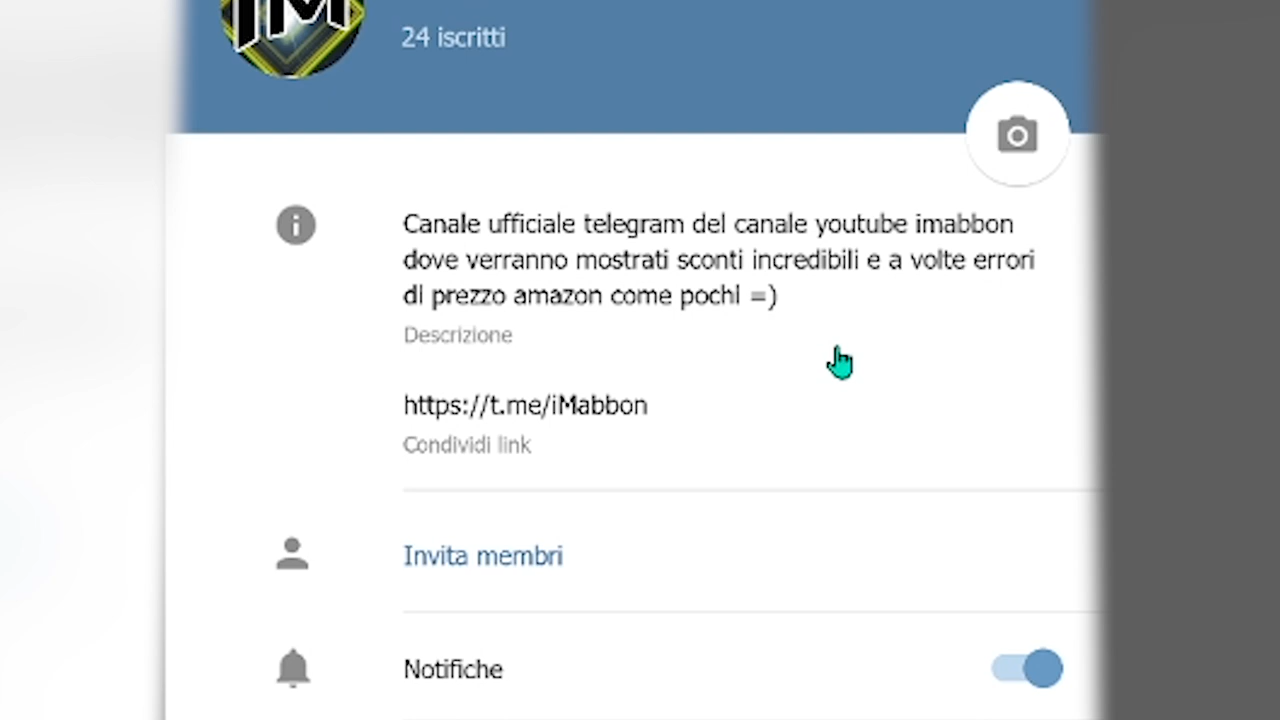 IM
24 iscritti
Canale ufficiale telegram del canale youtube imabbon
dove verranno mostrati sconti incredibili e a volte errori
di prezzo amazon come pochi =)
Descrizione
https://t.me/iMabbon
Condividi link
Invita membri
Notifiche